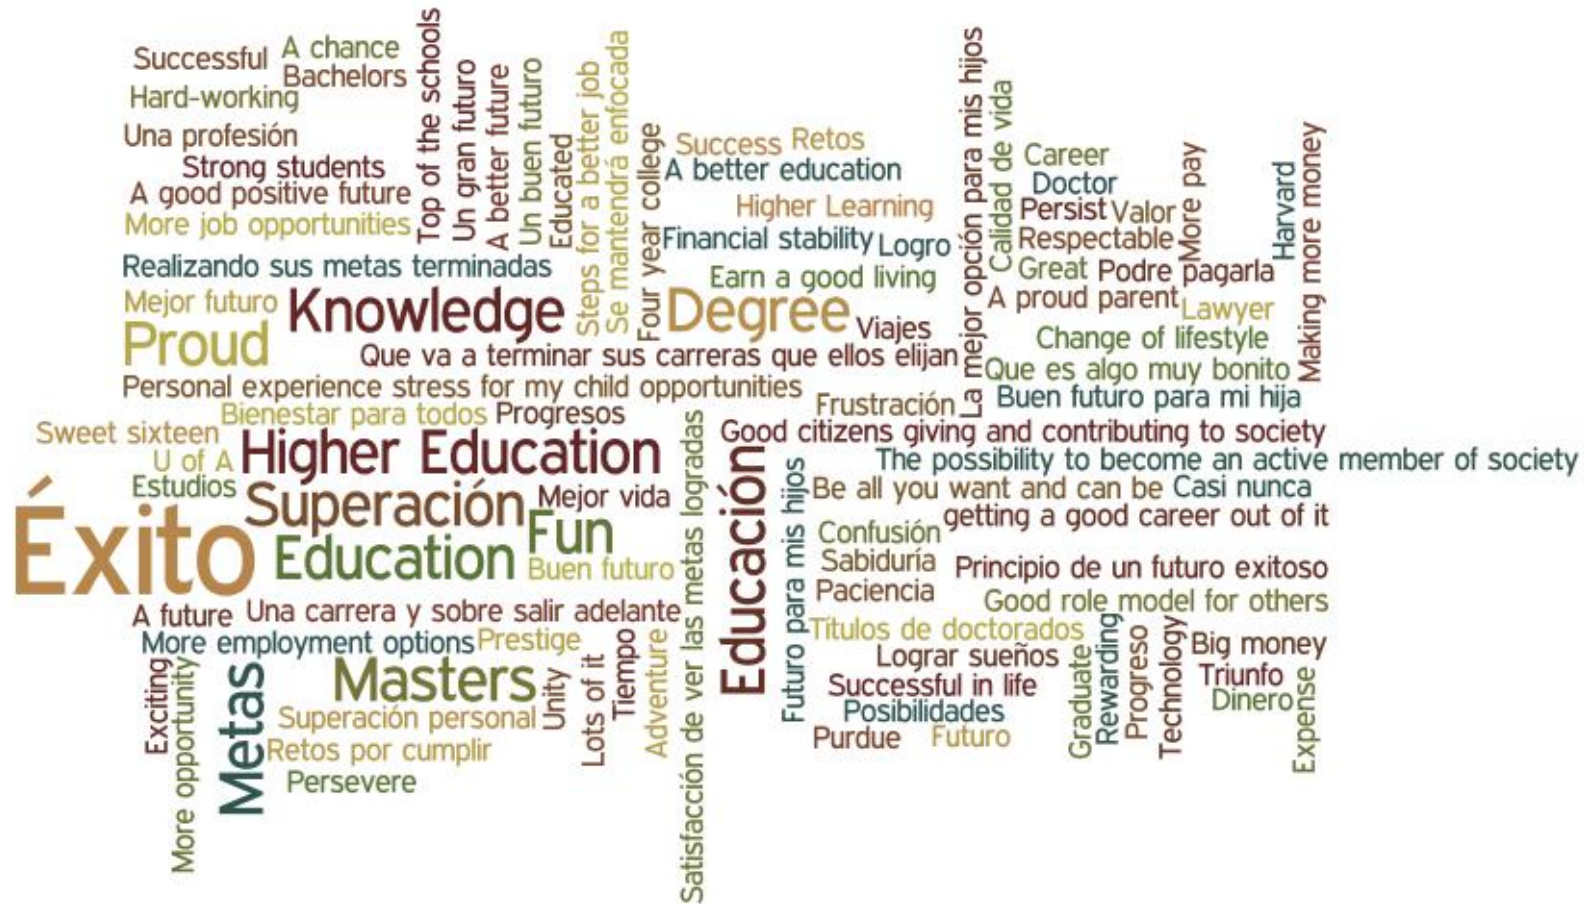 Successful
A chance
Bachelors
Hard-working
Una profesión
Strong students
A good positive future
More job opportunities
Top of the schools
Un gran futuro
A better future
Un buen futuro
Educated
Steps for a better job
Se mantendrá enfocada
Four year college
Success
Retos
A better education
Higher Learning
Financial stability
Logro
Earn a good living
La mejor opción para mis hijos
Calidad de vida
Career
Doctor
Persist
Valor
Respectable
More pay
Great
Podre pagarla
Harvard
Making more money
A proud parent
Lawyer
Change of lifestyle
Que es algo muy bonito
Buen futuro para mi hija
Realizando sus metas terminadas
Mejor futuro
Knowledge
Degree
Viajes
Proud
Que va a terminar sus carreras que ellos elijan
Personal experience stress for my child opportunities
Bienestar para todos
Progresos
Frustración
Sweet sixteen
U of A
Higher Education
Good citizens giving and contributing to society
The possibility to become an active member of society
Estudios
Superación
Mejor vida
Be all you want and can be
Casi nunca
getting a good career out of it
Éxito
Education
Fun
Buen futuro
Satisfacción de ver las metas logradas
Educación
Futuro para mis hijos
Confusión
Sabiduría
Paciencia
Principio de un futuro exitoso
Good role model for others
A future
Una carrera y sobre salir adelante
More employment options
Prestige
Títulos de doctorados
Lograr sueños
Successful in life
Posibilidades
Purdue
Futuro
Graduate
Rewarding
Progreso
Technology
Big money
Triunfo
Dinero
Expense
Exciting
More opportunity
Metas
Masters
Superación personal
Retos por cumplir
Persevere
Unity
Lots of it
Tiempo
Adventure